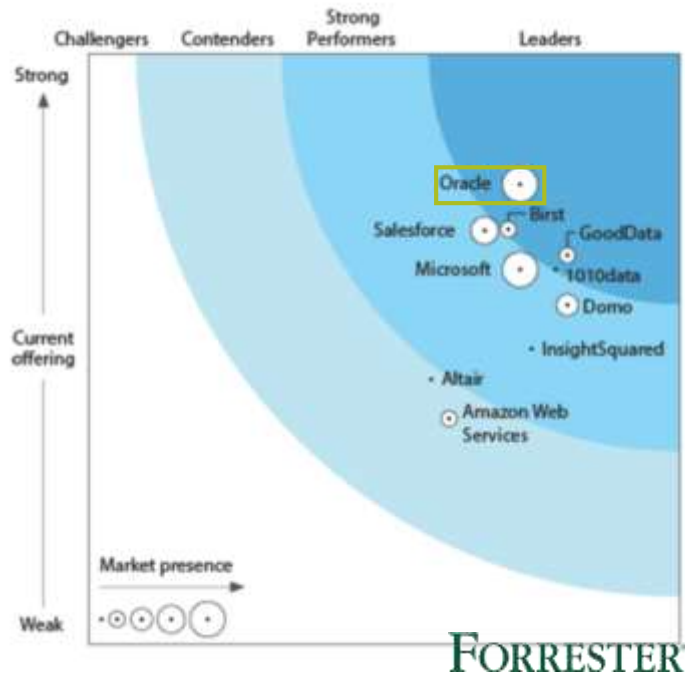 Strong
Challengers Contenders Performers Leaders
Strong
Oracle
Birst
Salesforce
GoodData
Microsoft
1010data
Domo
Current
offering
InsightSquared
Altair
Amazon Web
Services
Market presence
Weak
FORRESTER